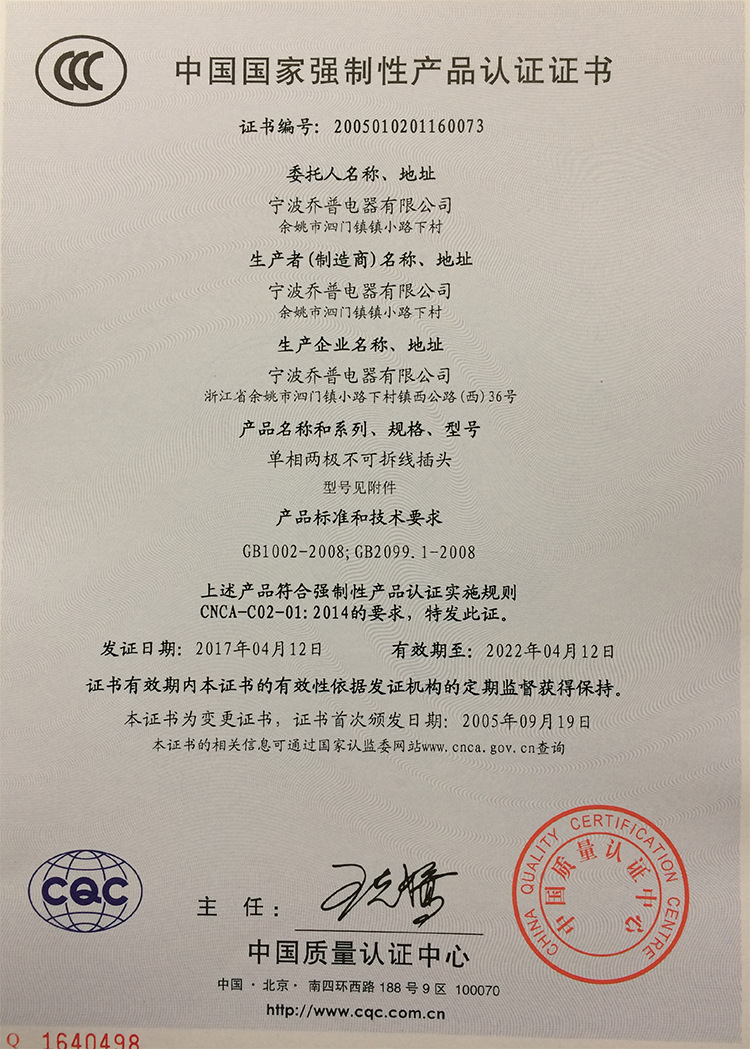 CCC
中国国家强制性产品认证证书
证书编号：2005010201160073
委托人名称、地址
宁波乔普电器有限公司
余姚市泗门镇镇小路下村
生产者(制造商)名称、地址
宁波乔普电器有限公司
余姚市泗门镇镇小路下村
生产企业名称、地址
宁波乔普电器有限公司
浙江省余姚市泗门镇小路下村镇西公路(西)36号
产品名称和系列、规格、型号
单相两极不可拆线插头
型号见附件
产品标准和技术要求
GB1002-2008;GB2099.1-2008
上述产品符合强制性产品认证实施规则
CNCA-C02-01:2014的要求，特发此证。
发证日期：2017年04月12日 有效期至：2022年04月12日
证书有效期内本证书的有效性依据发证机构的定期监督获得保持。
本证书为变更证书，证书首次颁发日期：2005年09月19日
本证书的相关信息可通过国家认监委网站www.cnca.gov.cn查询
CQC
主 任：
CHINA QUALITY CERTIFICATION CENTRE
中国质量认证中心
中国质量认证中心
中国·北京·南四环西路 188 号 9 区 100070
http://www.cqc.com.cn
Q 1640498